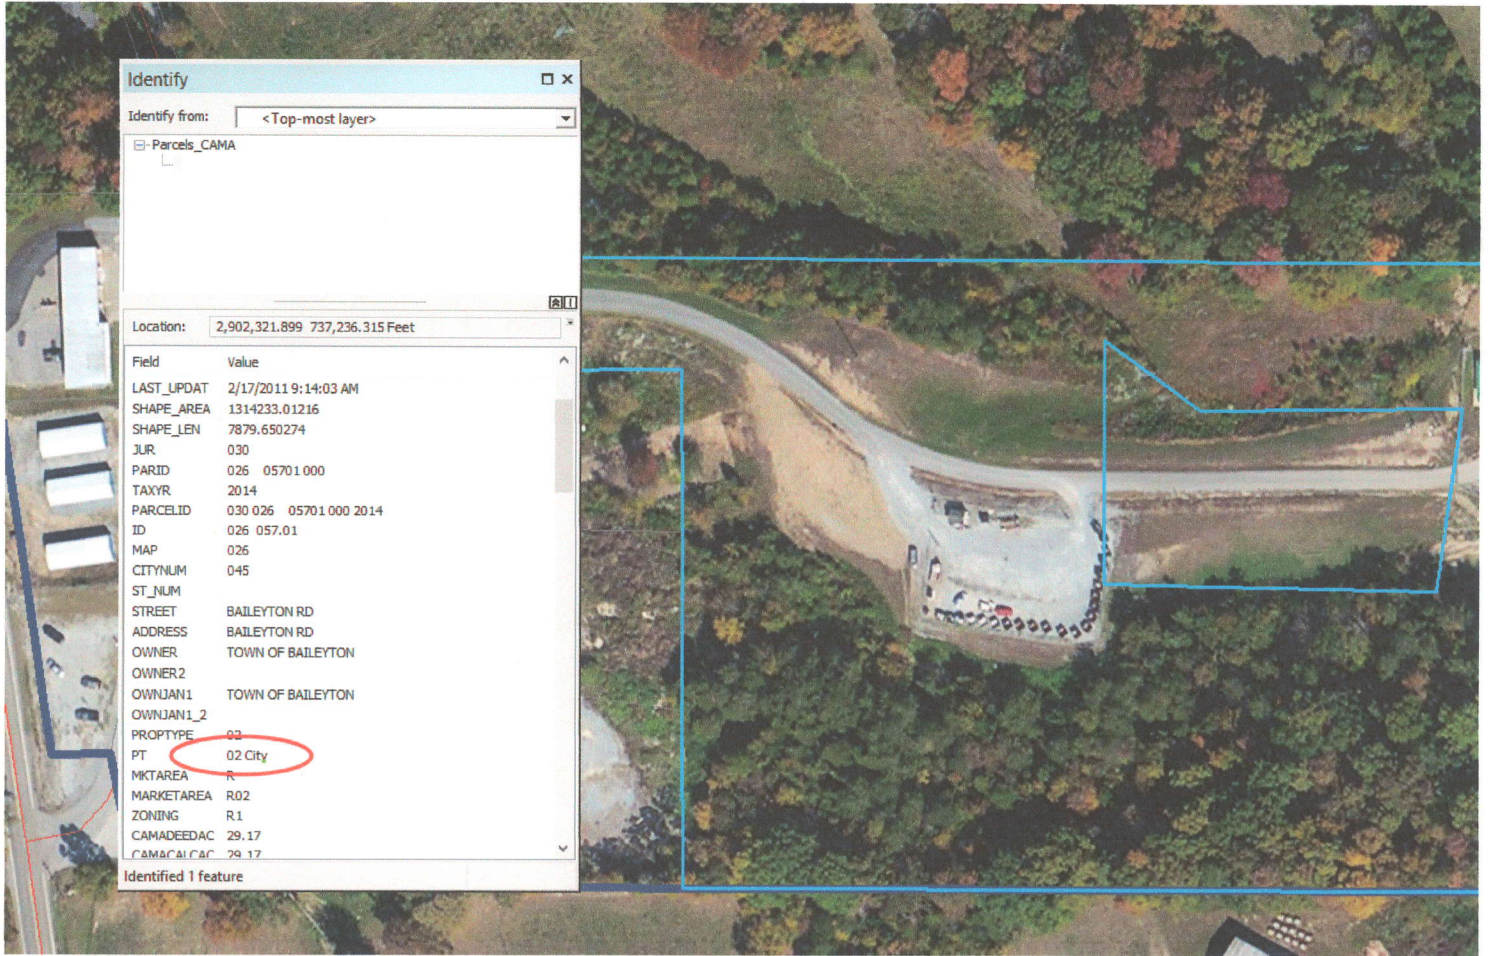 Identify
Identify from: <Top-most layer>
Parcels_CAMA
Location: 2,902,321.899 737,236.315 Feet
Field Value
LAST_UPDAT 2/17/2011 9:14:03 AM
SHAPE_AREA 1314233.01216
SHAPE_LEN 7879.650274
JUR 030
PARID 026 05701 000
TAXYR 2014
PARCELID 030 026 05701 000 2014
ID 026 057.01
MAP 026
CITYNUM 045
ST_NUM
STREET BAILEYTON RD
ADDRESS BAILEYTON RD
OWNER TOWN OF BAILEYTON
OWNER2
OWNJAN1 TOWN OF BAILEYTON
OWNJAN1_2
PROPTYPE 02
PT 02 City
MKTAREA R
MARKETAREA R02
ZONING R1
CAMADEEDAC 29.17
CAMACALCAC 29.17
Identified 1 feature